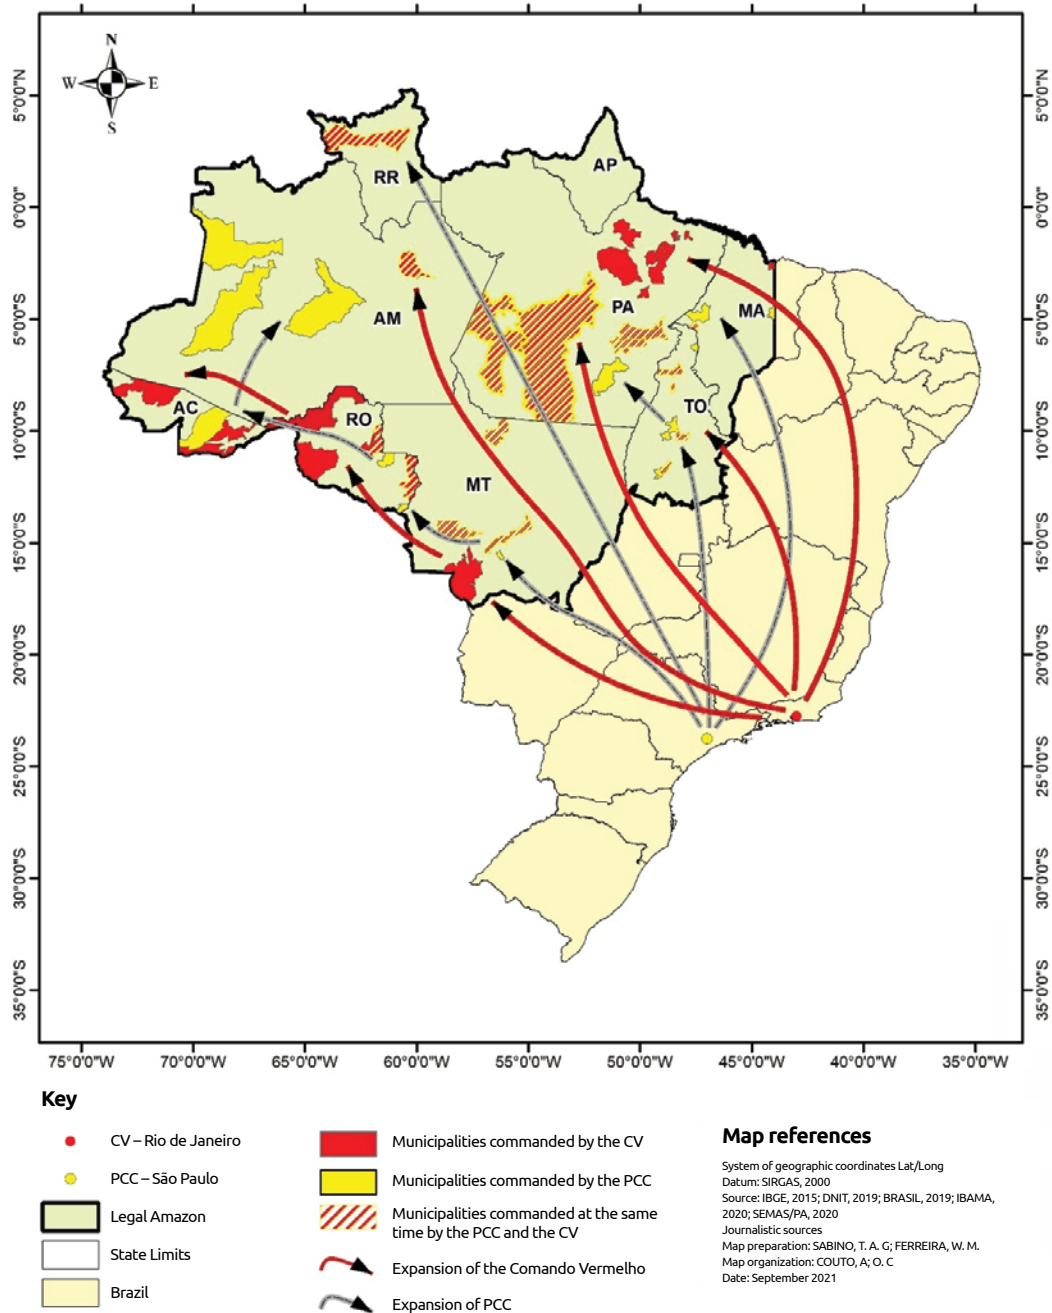 N
W
E
S
5°0'0"N
0°0'0"
5°0'0"S
10°0'0"S
15°0'0"S
20°0'0"S
25°0'0"S
30°0'0"S
35°0'0"S
5°0'0"N
0°0'0"
5°0'0"S
10°0'0"S
15°0'0"S
20°0'0"S
25°0'0"S
30°0'0"S
35°0'0"S
RR
AP
AM
PA
MA
AC
RO
TO
MT
75°0'0"W
70°0'0"W
65°0'0"W
60°0'0"W
55°0'0"W
50°0'0"W
45°0'0"W
40°0'0"W
35°0'0"W
Key
CV – Rio de Janeiro
PCC – São Paulo
Legal Amazon
State Limits
Brazil
Municipalities commanded by the CV
Municipalities commanded by the PCC
Municipalities commanded at the same
time by the PCC and the CV
Expansion of the Comando Vermelho
Expansion of PCC
Map references
System of geographic coordinates Lat/Long
Datum: SIRGAS, 2000
Source: IBGE, 2015; DNIT, 2019; BRASIL, 2019; IBAMA,
2020; SEMAS/PA, 2020
Journalistic sources
Map preparation: SABINO, T. A. G; FERREIRA, W. M.
Map organization: COUTO, A; O. C
Date: September 2021